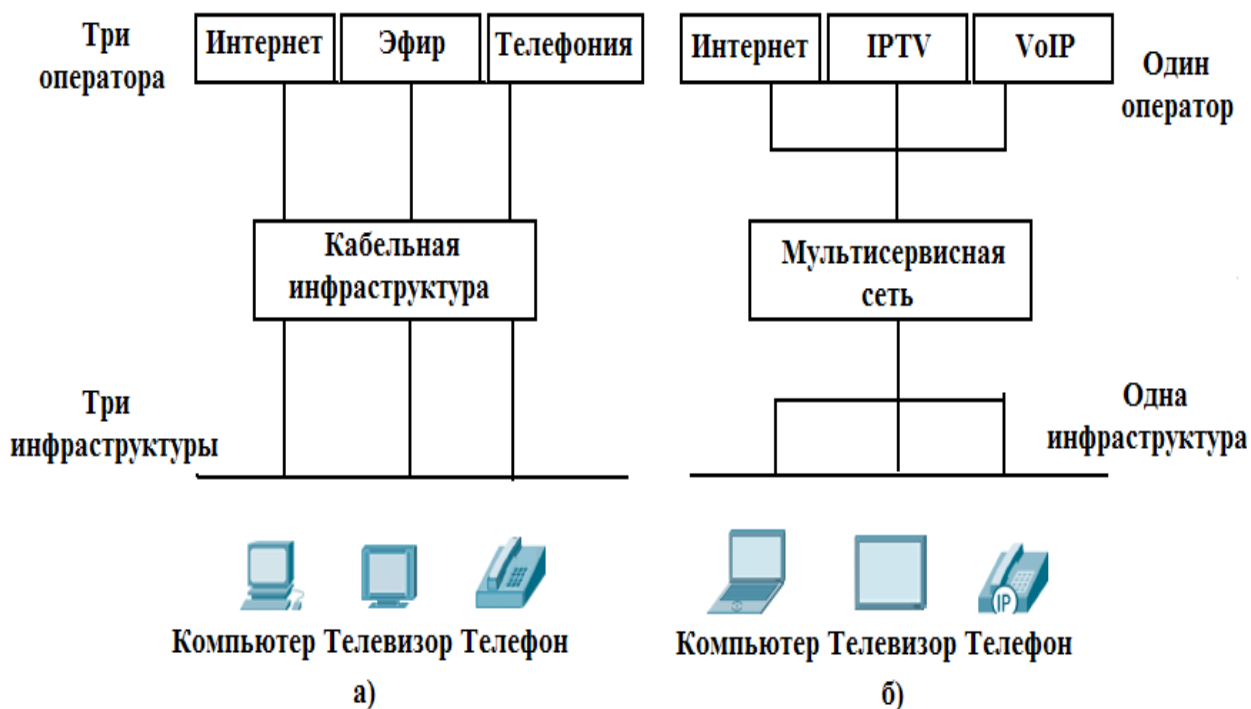 Три
оператора
Интернет
Эфир
Телефония
Кабельная
инфраструктура
Три
инфраструктуры
Компьютер Телевизор Телефон
а)
Интернет
IPTV
VoIP
Один
оператор
Мультисервисная
сеть
Одна
инфраструктура
IP
Компьютер Телевизор Телефон
б)